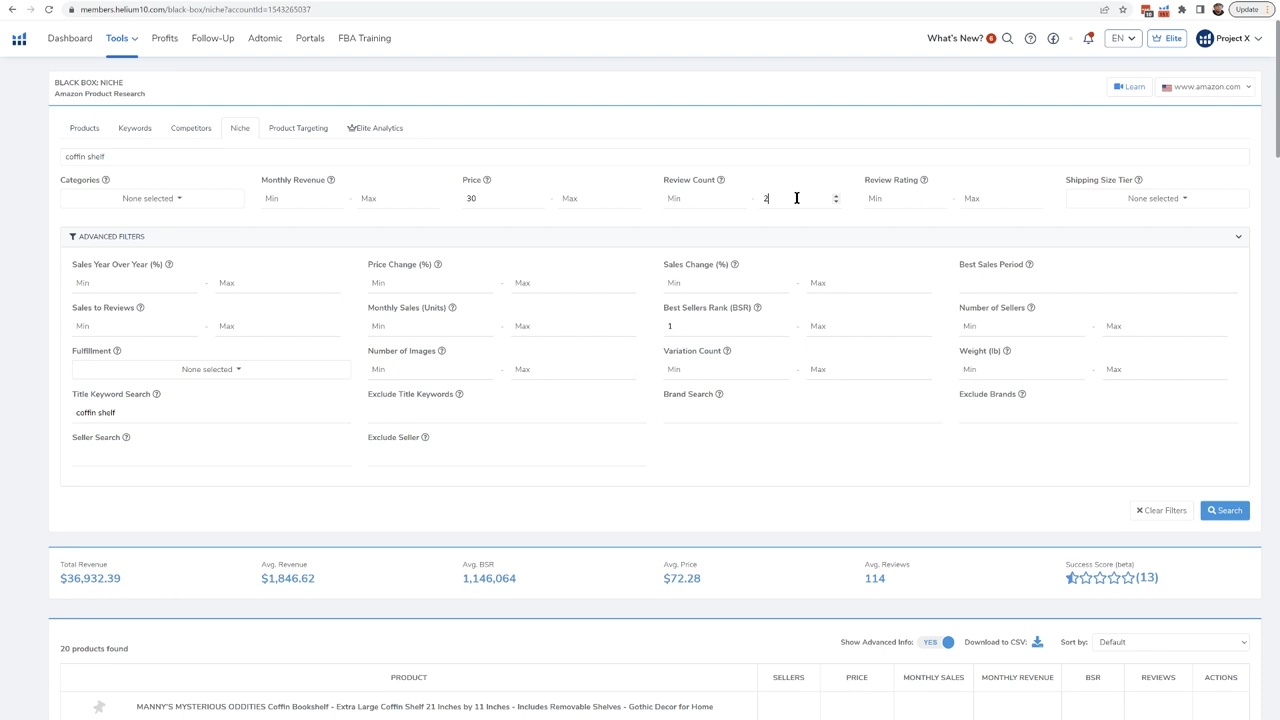 members.helium10.com/black-box/niche?accountId=1543265037
Update
Dashboard Tools Profits Follow-Up Adtomic Portals FBA Training What's New? 6 EN Elite Project X
BLACK BOX: NICHE
Amazon Product Research
Learn www.amazon.com
Products Keywords Competitors Niche Product Targeting Elite Analytics
coffin shelf
Categories Monthly Revenue Price Review Count Review Rating Shipping Size Tier
None selected Min - Max 30 - Max Min - 2 Min - Max None selected
ADVANCED FILTERS
Sales Year Over Year (%) Price Change (%) Sales Change (%) Best Sales Period
Min - Max Min - Max Min - Max
Sales to Reviews Monthly Sales (Units) Best Sellers Rank (BSR) Number of Sellers
Min - Max Min - Max 1 - Max Min - Max
Fulfillment Number of Images Variation Count Weight (lb)
None selected Min - Max Min - Max Min - Max
Title Keyword Search Exclude Title Keywords Brand Search Exclude Brands
coffin shelf
Seller Search Exclude Seller
Clear Filters Search
Total Revenue Avg. Revenue Avg. BSR Avg. Price Avg. Reviews Success Score (beta)
$36,932.39 $1,846.62 1,146,064 $72.28 114 (13)
20 products found Show Advanced Info: YES Download to CSV: Sort by: Default
PRODUCT SELLERS PRICE MONTHLY SALES MONTHLY REVENUE BSR REVIEWS ACTIONS
MANNY'S MYSTERIOUS ODDITIES Coffin Bookshelf - Extra Large Coffin Shelf 21 Inches by 11 Inches - Includes Removable Shelves - Gothic Decor for Home